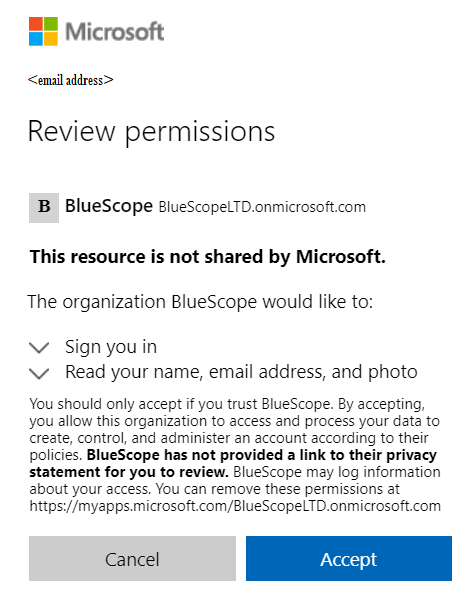 Microsoft
<email address>
Review permissions
B BlueScope BlueScopeLTD.onmicrosoft.com
This resource is not shared by Microsoft.
The organization BlueScope would like to:
Sign you in
Read your name, email address, and photo
You should only accept if you trust BlueScope. By accepting,
you allow this organization to access and process your data to
create, control, and administer an account according to their
policies. BlueScope has not provided a link to their privacy
statement for you to review. BlueScope may log information
about your access. You can remove these permissions at
https://myapps.microsoft.com/BlueScopeLTD.onmicrosoft.com
Cancel Accept